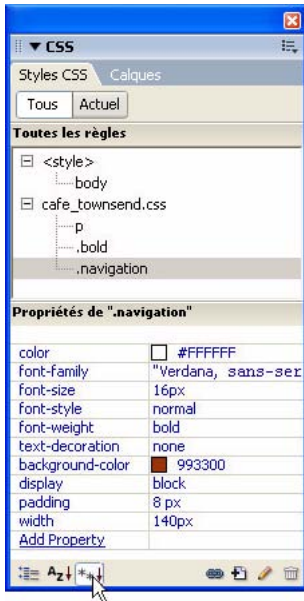 CSS
Styles CSS Calques
Tous Actuel
Toutes les règles
<style>
body
cafe_townsend.css
p
.bold
.navigation
Propriétés de ".navigation"
color #FFFFFF
font-family "Verdana, sans-ser
font-size 16px
font-style normal
font-weight bold
text-decoration none
background-color 993300
display block
padding 8 px
width 140px
Add Property
AZ **